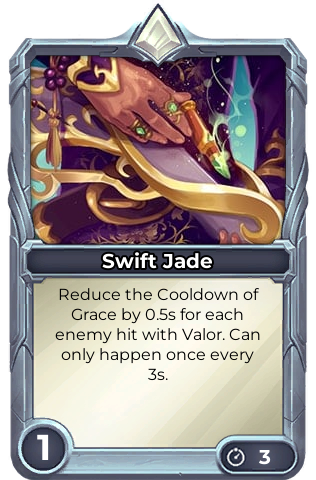 Swift Jade
Reduce the Cooldown of
Grace by 0.5s for each
enemy hit with Valor. Can
only happen once every
3s.
1
3